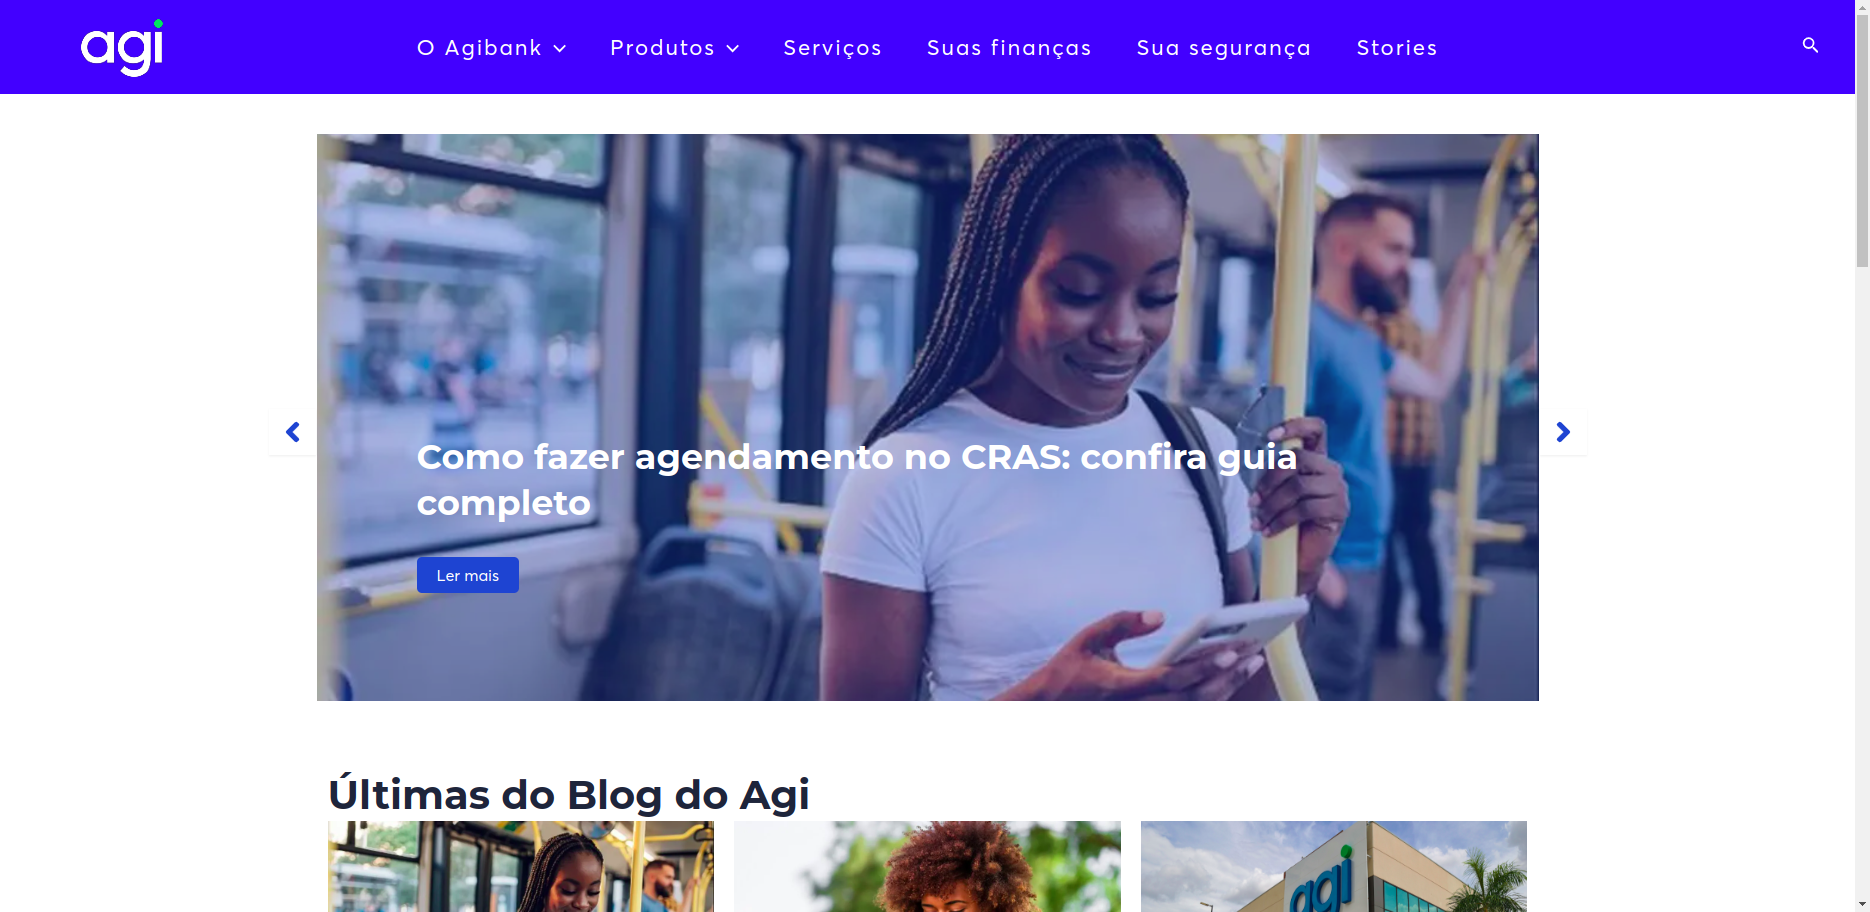 agi
O Agibank
Produtos
Serviços
Suas finanças
Sua segurança
Stories
Como fazer agendamento no CRAS: confira guia
completo
Ler mais
Últimas do Blog do Agi
agi